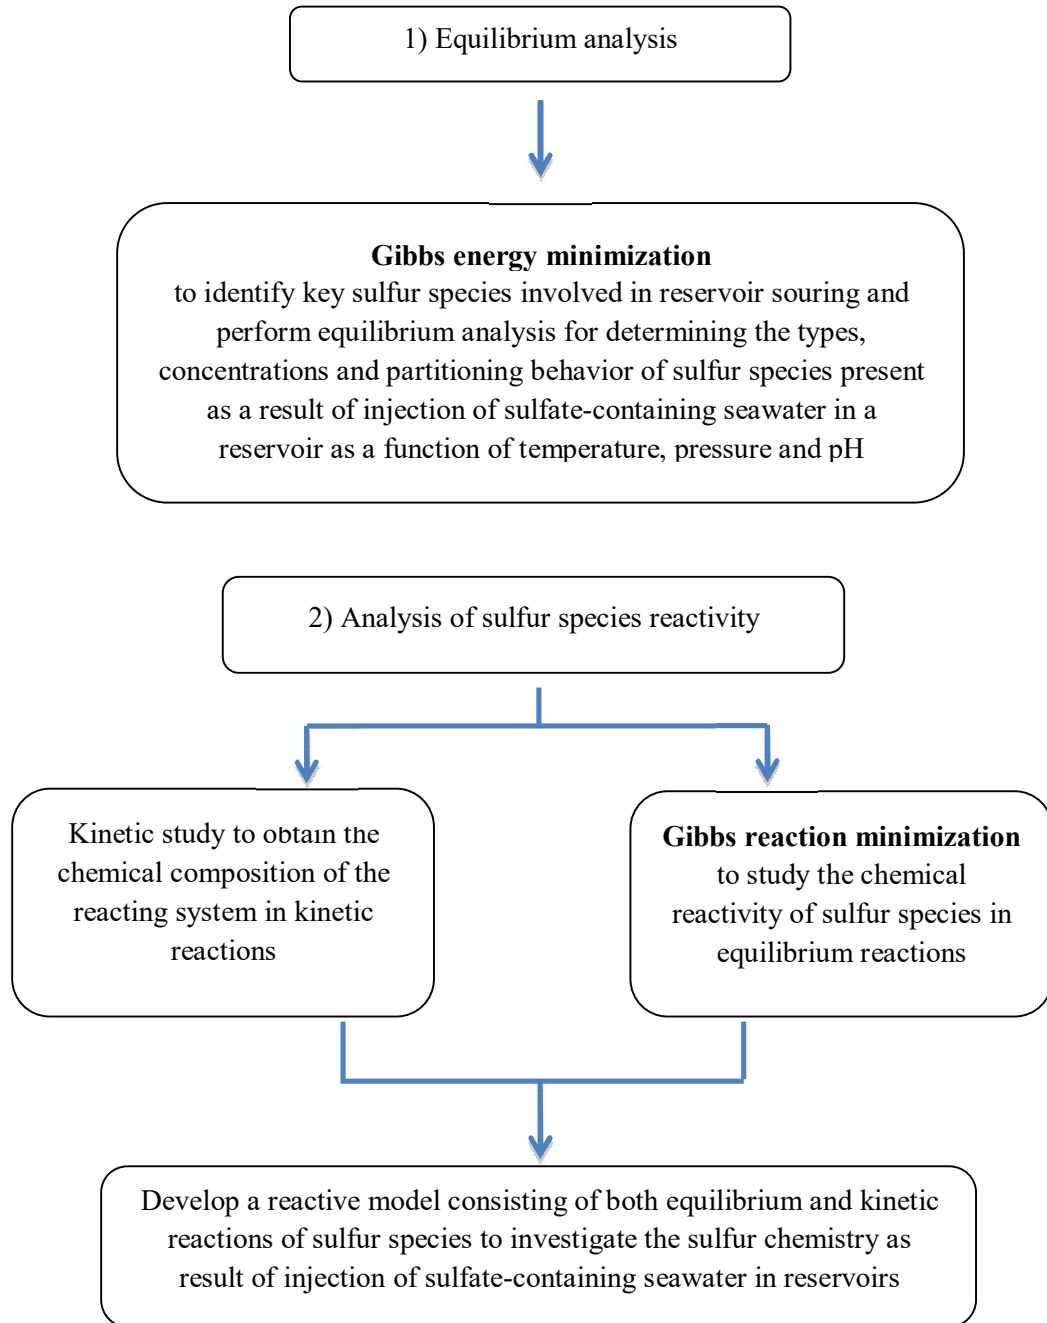 1) Equilibrium analysis
Gibbs energy minimization
to identify key sulfur species involved in reservoir souring and
perform equilibrium analysis for determining the types,
concentrations and partitioning behavior of sulfur species present
as a result of injection of sulfate-containing seawater in a
reservoir as a function of temperature, pressure and pH
2) Analysis of sulfur species reactivity
Kinetic study to obtain the
chemical composition of the
reacting system in kinetic
reactions
Gibbs reaction minimization
to study the chemical
reactivity of sulfur species in
equilibrium reactions
Develop a reactive model consisting of both equilibrium and kinetic
reactions of sulfur species to investigate the sulfur chemistry as
result of injection of sulfate-containing seawater in reservoirs